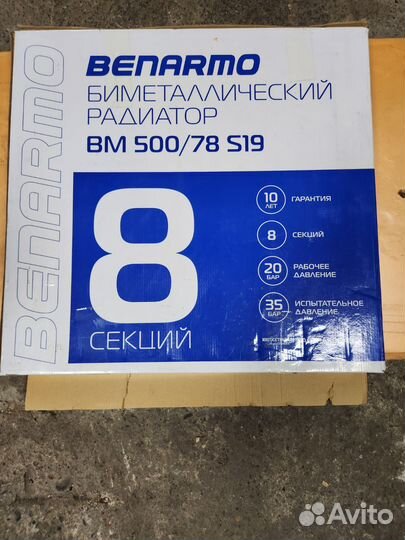 BENARMO
BENARMO
БИМЕТАЛЛИЧЕСКИЙ
РАДИАТОР
BM 500/78 S19
10
ЛЕТ
ГАРАНТИЯ
8
СЕКЦИЙ
20
БАР
РАБОЧЕЕ
ДАВЛЕНИЕ
35
БАР
ИСПЫТАТЕЛЬНОЕ
ДАВЛЕНИЕ
8
СЕКЦИЙ
Avito